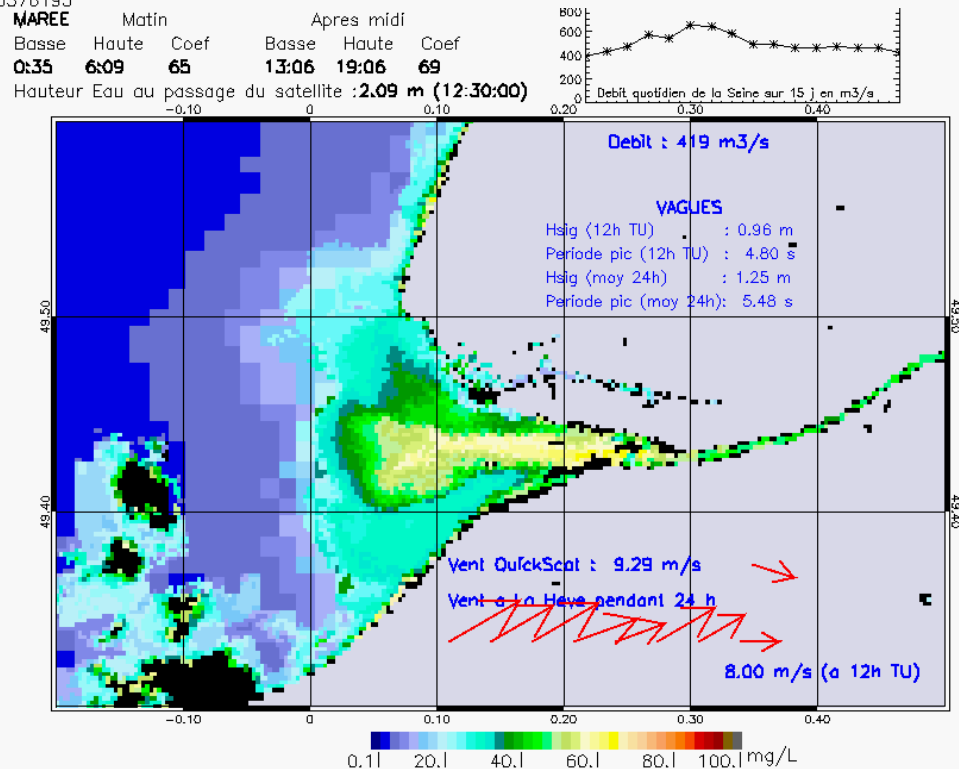 MAREE Matin Apres midi
Basse Haute Coef Basse Haute Coef
0:35 6:09 65 13:06 19:06 69
Hauteur Eau au passage du satellite :2.09 m (12:30:00)
800
600
400
200
0
Debit quotidien de la Seine sur 15 j en m3/s
-0.10 0 0.10 0.20 0.30 0.40
Debit : 419 m3/s
VAGUES
Hsig (12h TU) : 0.96 m
Periode pic (12h TU) : 4.80 s
Hsig (moy 24h) : 1.25 m
Periode pic (moy 24h): 5.48 s
49.50 49.50
49.40 49.40
Vent QuickScat : 9.29 m/s
Vent a La Heve pendant 24 h
8.00 m/s (a 12h TU)
-0.10 0 0.10 0.20 0.30 0.40
0.1| 20.| 40.| 60.| 80.| 100.| mg/L